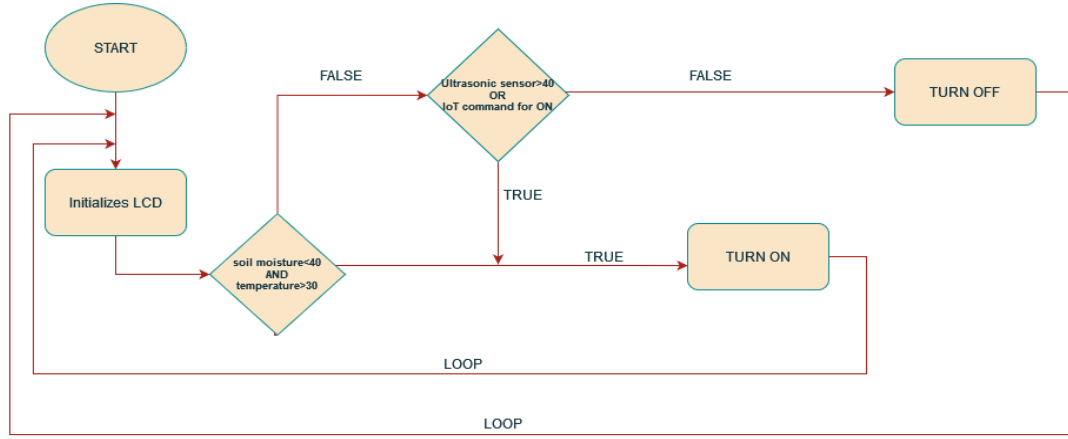 START
FALSE
Ultrasonic sensor>40
OR
IoT command for ON
FALSE
TURN OFF
Initializes LCD
TRUE
soil moisture<40
AND
temperature>30
TRUE
TURN ON
LOOP
LOOP